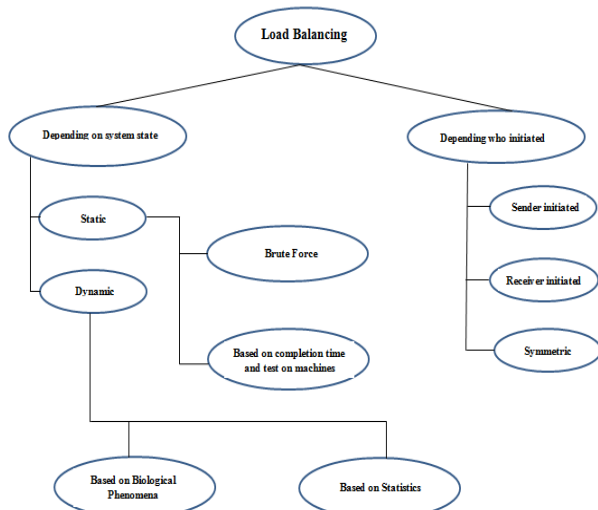 Load Balancing
Depending on system state
Depending who initiated
Static
Sender initiated
Brute Force
Receiver initiated
Dynamic
Based on completion time
and test on machines
Symmetric
Based on Biological
Phenomena
Based on Statistics